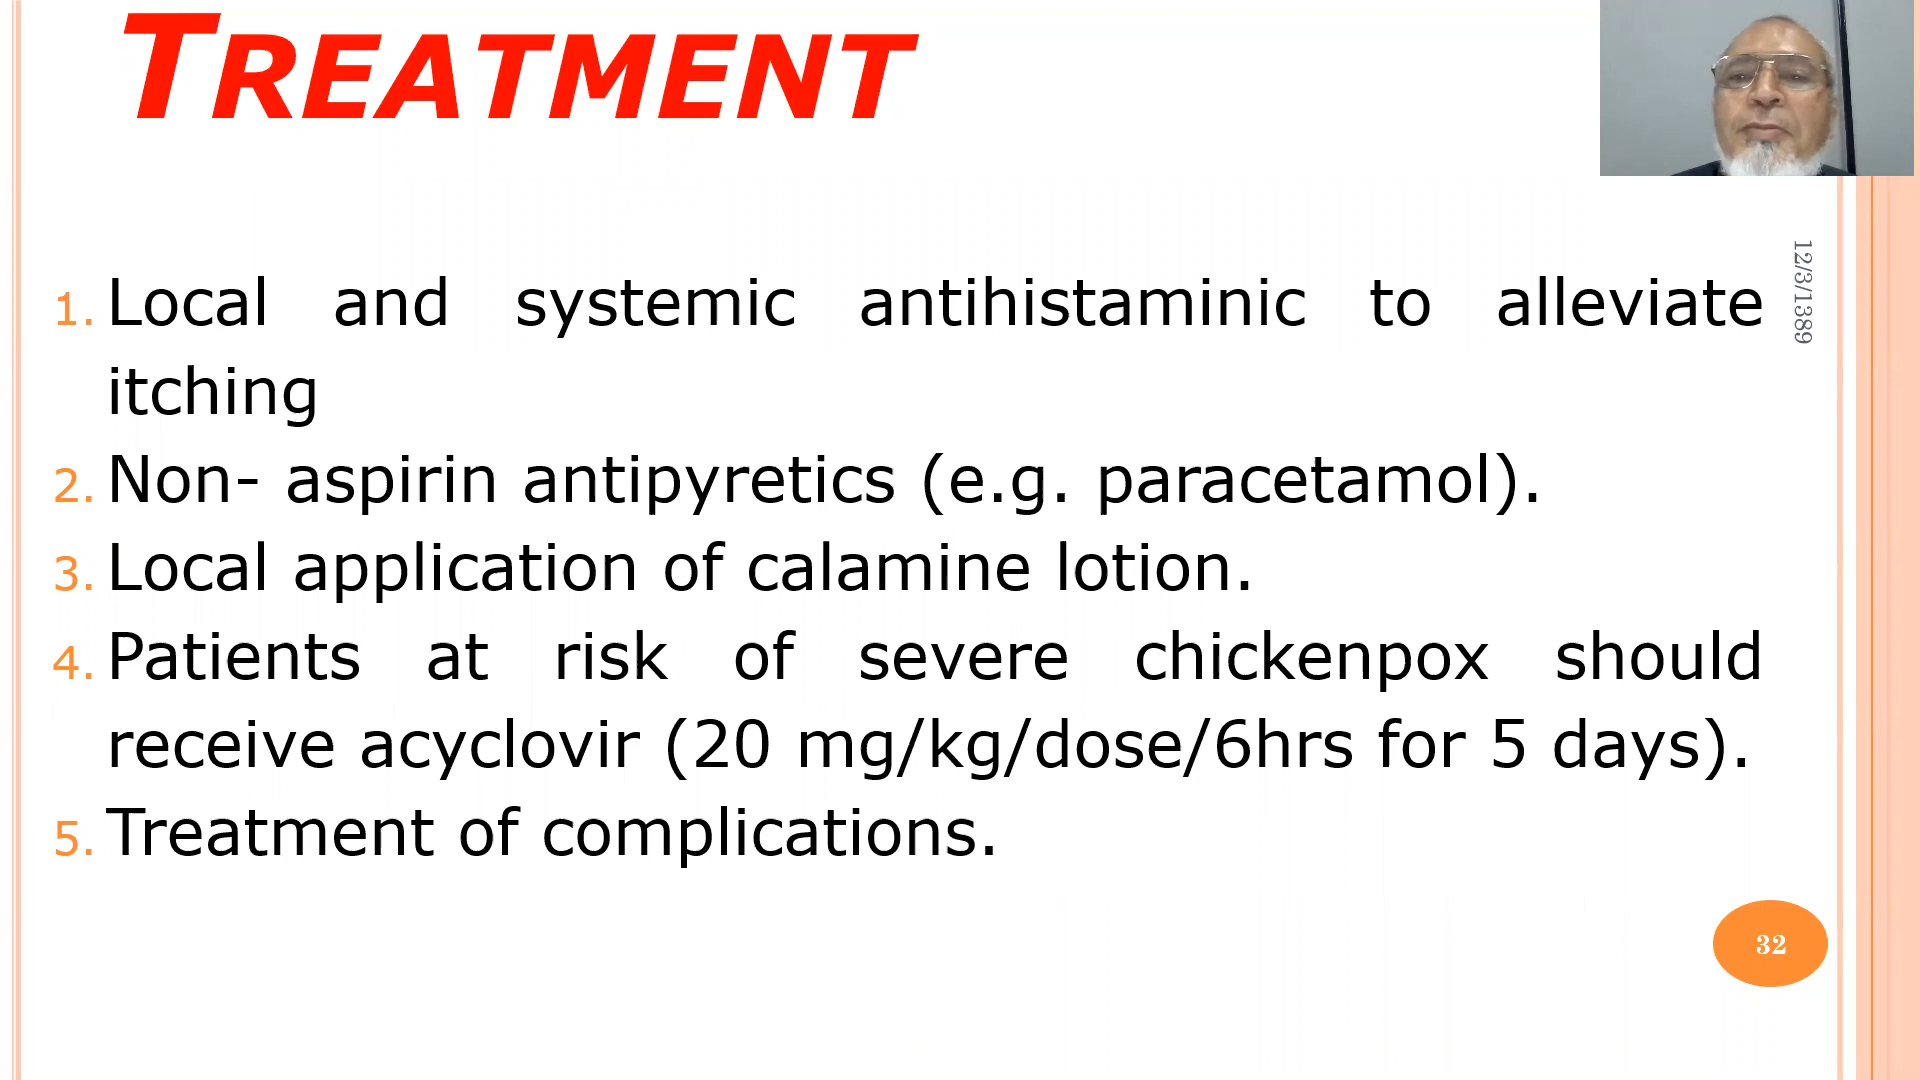 TREATMENT
12/3/1389
1. Local and systemic antihistaminic to alleviate
itching
2. Non- aspirin antipyretics (e.g. paracetamol).
3. Local application of calamine lotion.
4. Patients at risk of severe chickenpox should
receive acyclovir (20 mg/kg/dose/6hrs for 5 days).
5. Treatment of complications.
32